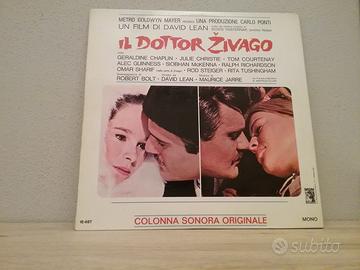 METRO GOLDWYN MAYER PRESENTA UNA PRODUZIONE CARLO PONTI
UN FILM DI DAVID LEAN
IL DOTTOR ŽIVAGO
GERALDINE CHAPLIN · JULIE CHRISTIE · TOM COURTENAY
ALEC GUINNESS · SIOBHAN McKENNA · RALPH RICHARDSON
OMAR SHARIF · ROD STEIGER · RITA TUSHINGHAM
ROBERT BOLT · DAVID LEAN · MAURICE JARRE
COLONNA SONORA ORIGINALE
MONO
subito